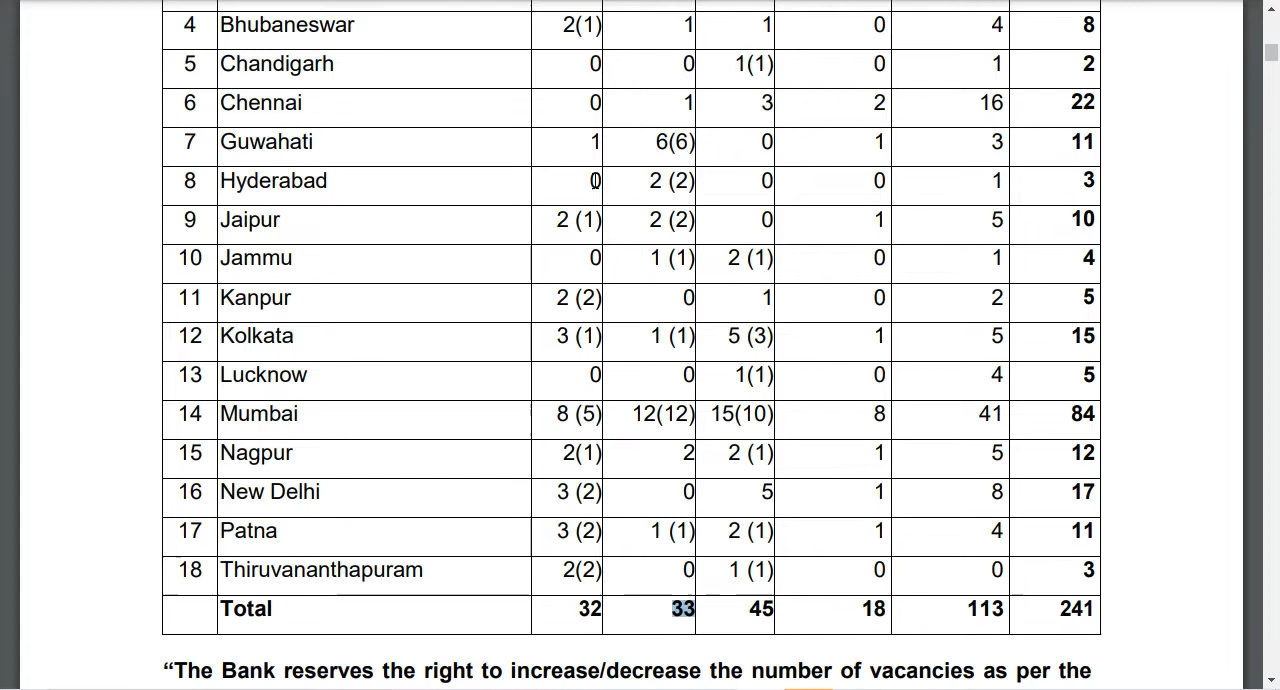 4 Bhubaneswar 2(1) 1 1 0 4 8
5 Chandigarh 0 0 1(1) 0 1 2
6 Chennai 0 1 3 2 16 22
7 Guwahati 1 6(6) 0 1 3 11
8 Hyderabad 0 2 (2) 0 0 1 3
9 Jaipur 2 (1) 2 (2) 0 1 5 10
10 Jammu 0 1 (1) 2 (1) 0 1 4
11 Kanpur 2 (2) 0 1 0 2 5
12 Kolkata 3 (1) 1 (1) 5 (3) 1 5 15
13 Lucknow 0 0 1(1) 0 4 5
14 Mumbai 8 (5) 12(12) 15(10) 8 41 84
15 Nagpur 2(1) 2 2 (1) 1 5 12
16 New Delhi 3 (2) 0 5 1 8 17
17 Patna 3 (2) 1 (1) 2 (1) 1 4 11
18 Thiruvananthapuram 2(2) 0 1 (1) 0 0 3
Total 32 33 45 18 113 241
“The Bank reserves the right to increase/decrease the number of vacancies as per the